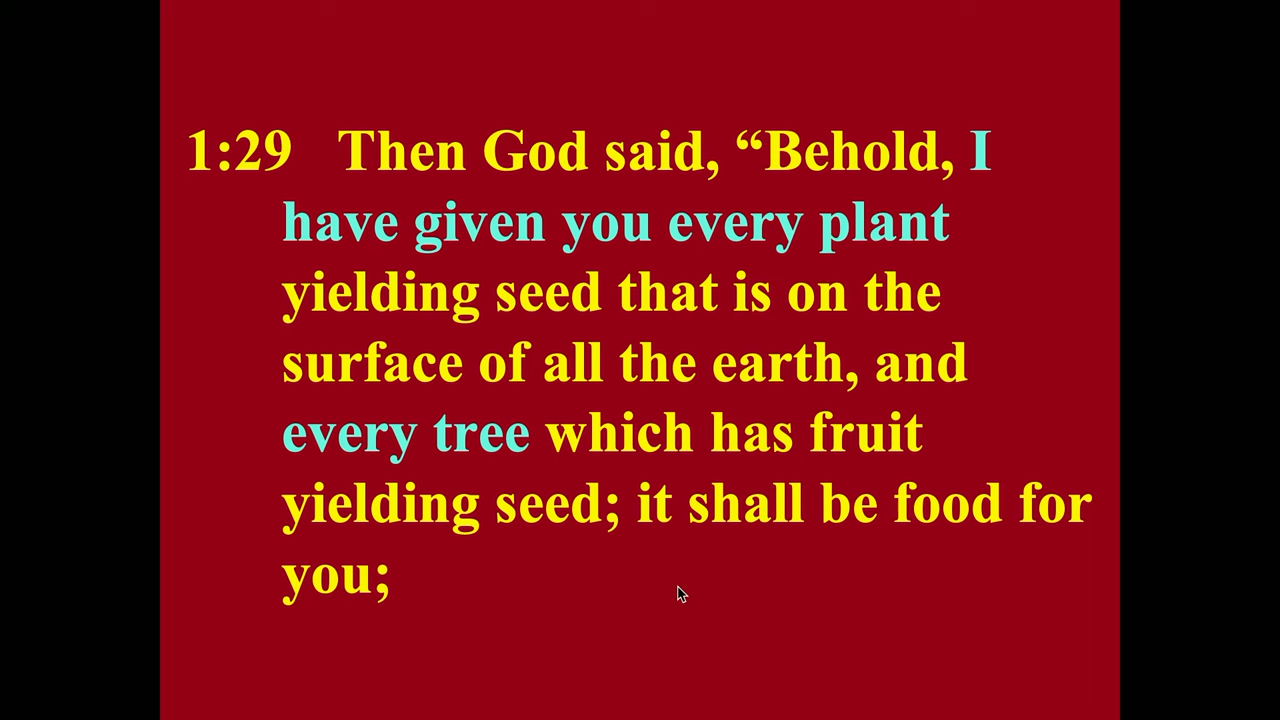 1:29 Then God said, “Behold, I
have given you every plant
yielding seed that is on the
surface of all the earth, and
every tree which has fruit
yielding seed; it shall be food for
you;